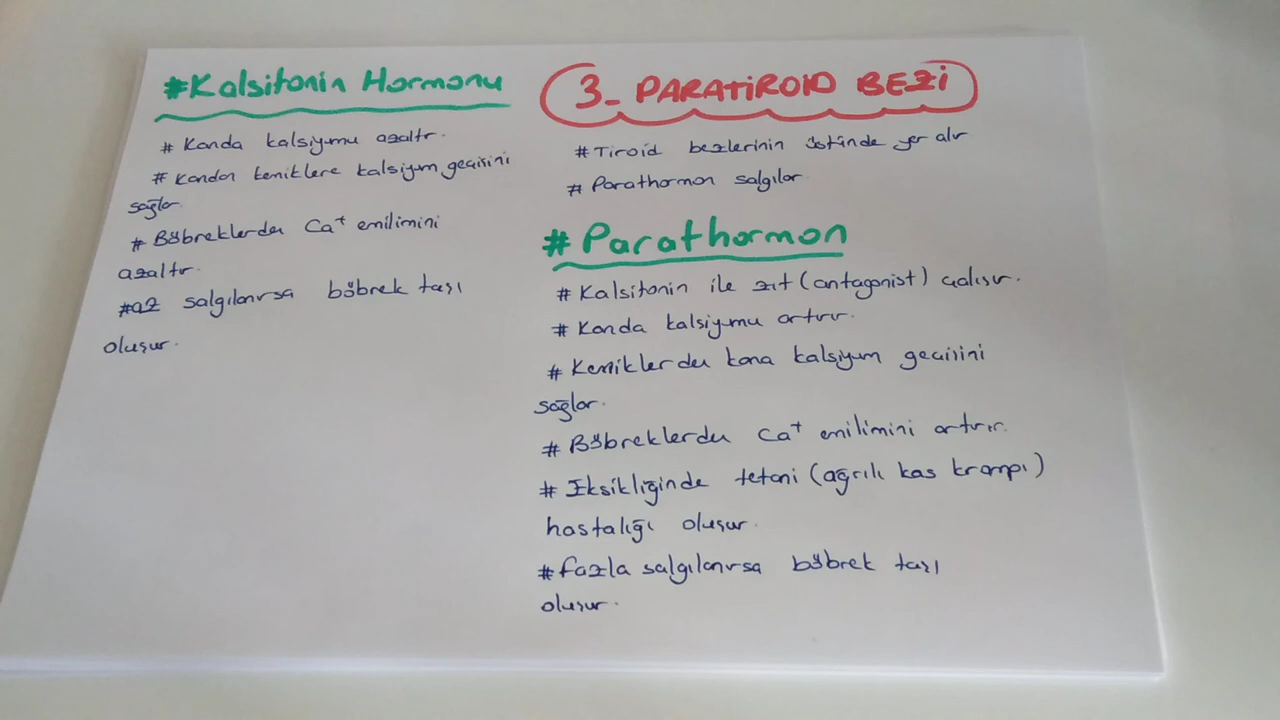 #Kalsitonin Hormonu
# Kanda kalsiyumu azaltır.
# Kandan kemiklere kalsiyum geçişini
sağlar.
# Böbreklerden Ca⁺ emilimini
azaltır.
#az salgılanırsa böbrek taşı
oluşur.
3_ PARATİROİD BEZİ
#Tiroid bezlerinin üstünde yer alır
# Parathormon salgılar.
# Parathormon
# Kalsitonin ile zıt (antagonist) çalışır.
# Kanda kalsiyumu artırır.
# Kemiklerden kana kalsiyum geçişini
sağlar.
# Böbreklerden Ca⁺ emilimini artırır.
# Eksikliğinde tetani (ağrılı kas krampı)
hastalığı oluşur.
#fazla salgılanırsa böbrek taşı
oluşur.